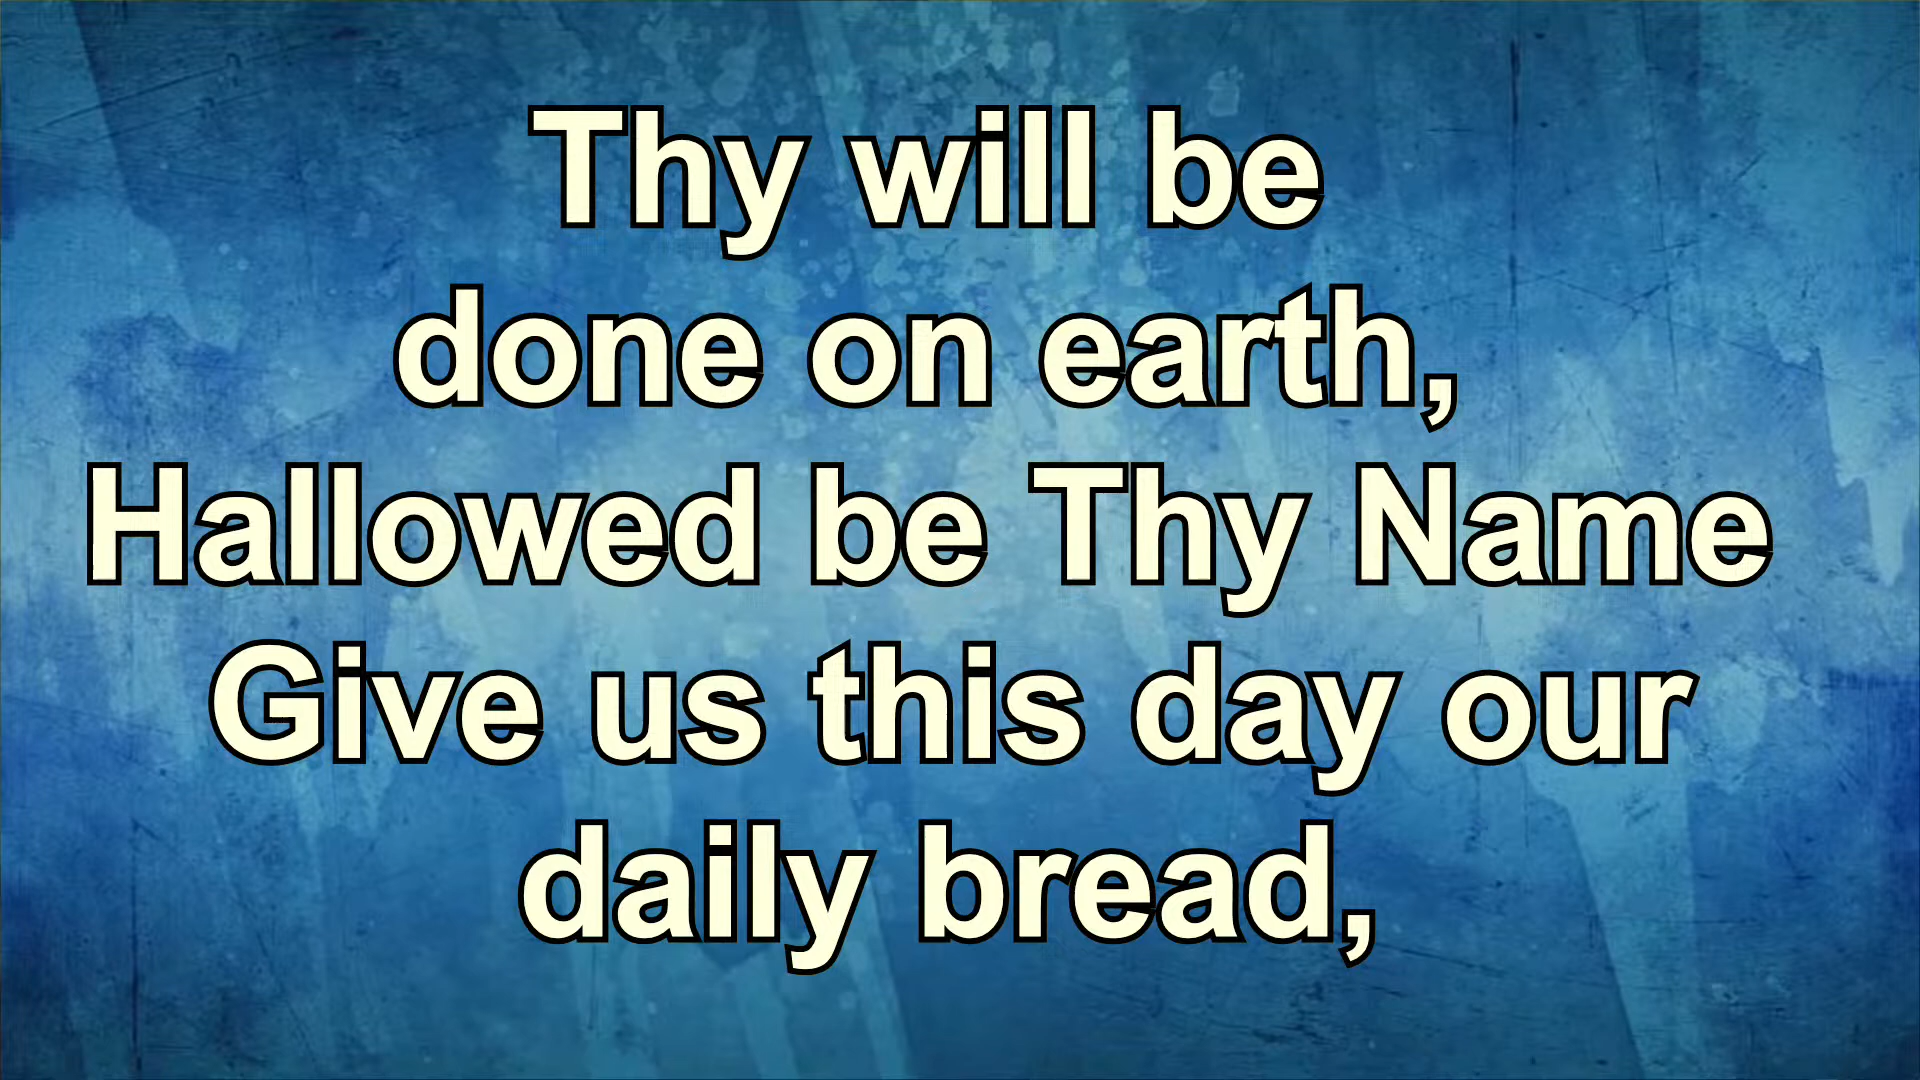 Thy will be
done on earth,
Hallowed be Thy Name
Give us this day our
daily bread,